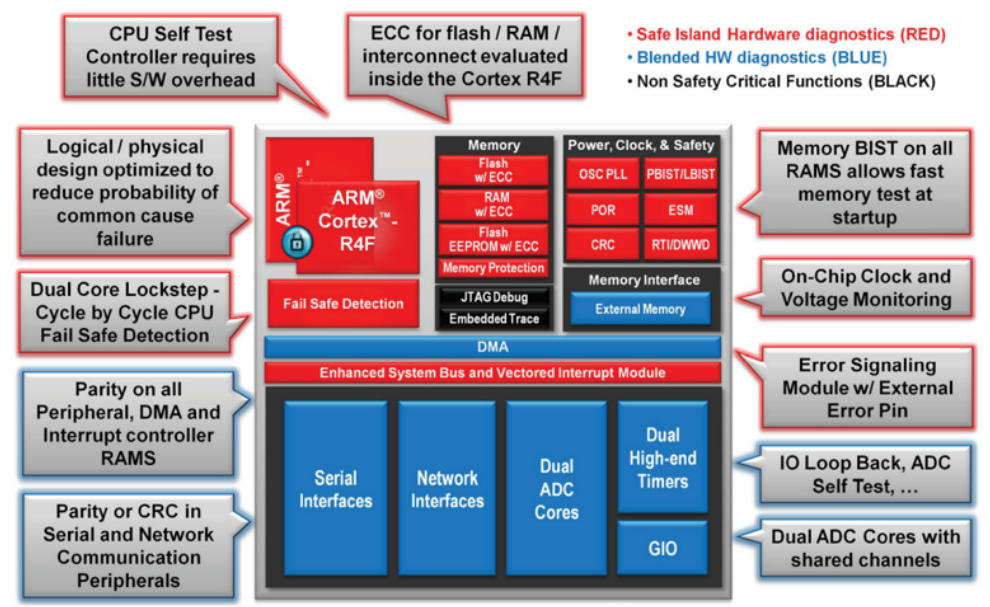 CPU Self Test
Controller requires
little S/W overhead
ECC for flash / RAM /
interconnect evaluated
inside the Cortex R4F
• Safe Island Hardware diagnostics (RED)
• Blended HW diagnostics (BLUE)
• Non Safety Critical Functions (BLACK)
Logical / physical
design optimized to
reduce probability of
common cause
failure
Dual Core Lockstep -
Cycle by Cycle CPU
Fail Safe Detection
Parity on all
Peripheral, DMA and
Interrupt controller
RAMS
Parity or CRC in
Serial and Network
Communication
Peripherals
ARM®
™-
ARM®
Cortex™-
R4F
Fail Safe Detection
Memory
Flash
w/ ECC
RAM
w/ ECC
Flash
EEPROM w/ ECC
Memory Protection
JTAG Debug
Embedded Trace
Power, Clock, & Safety
OSC PLL
PBIST/LBIST
POR
ESM
CRC
RTI/DWWD
Memory Interface
External Memory
DMA
Enhanced System Bus and Vectored Interrupt Module
Serial
Interfaces
Network
Interfaces
Dual
ADC
Cores
Dual
High-end
Timers
GIO
Memory BIST on all
RAMS allows fast
memory test at
startup
On-Chip Clock and
Voltage Monitoring
Error Signaling
Module w/ External
Error Pin
IO Loop Back, ADC
Self Test, ...
Dual ADC Cores with
shared channels